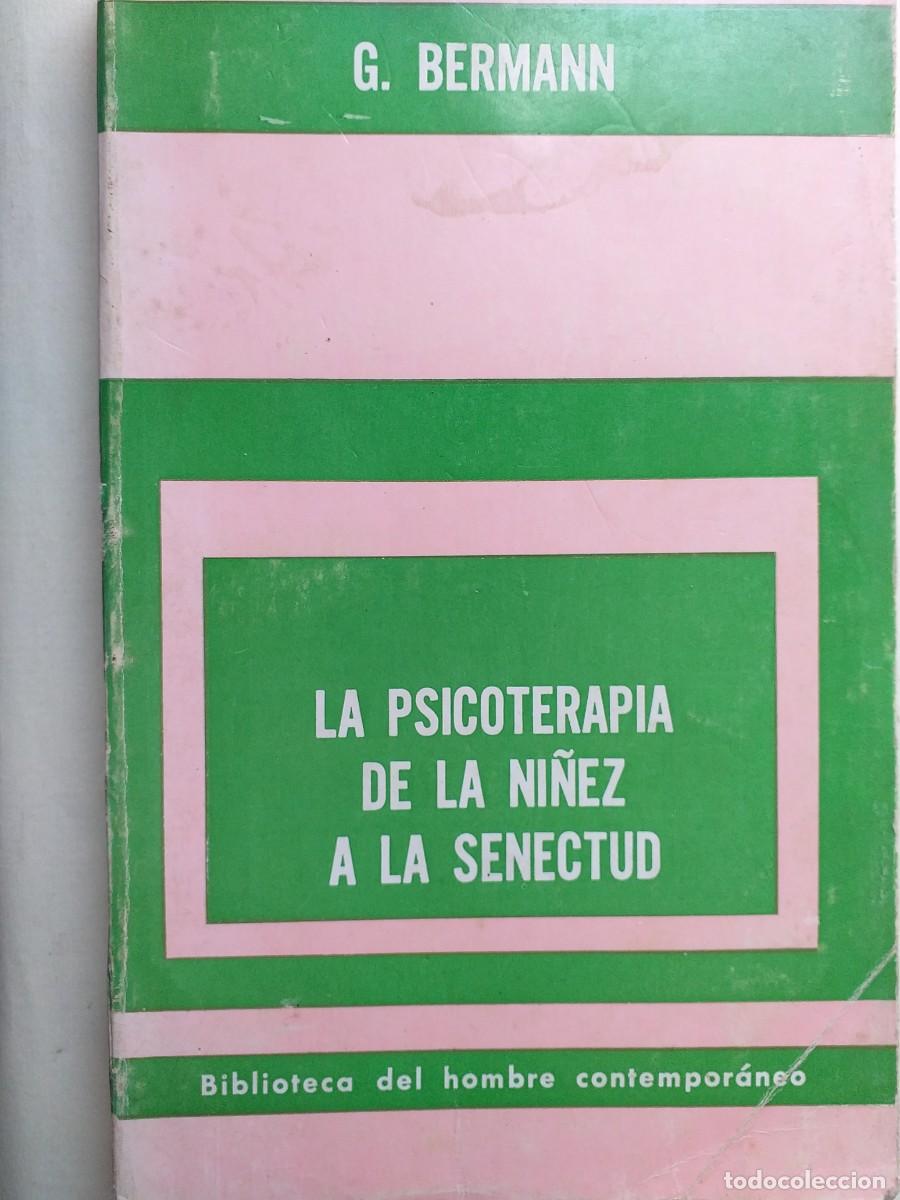 G. BERMANN
LA PSICOTERAPIA
DE LA NIÑEZ
A LA SENECTUD
Biblioteca del hombre contemporáneo
todocoleccion